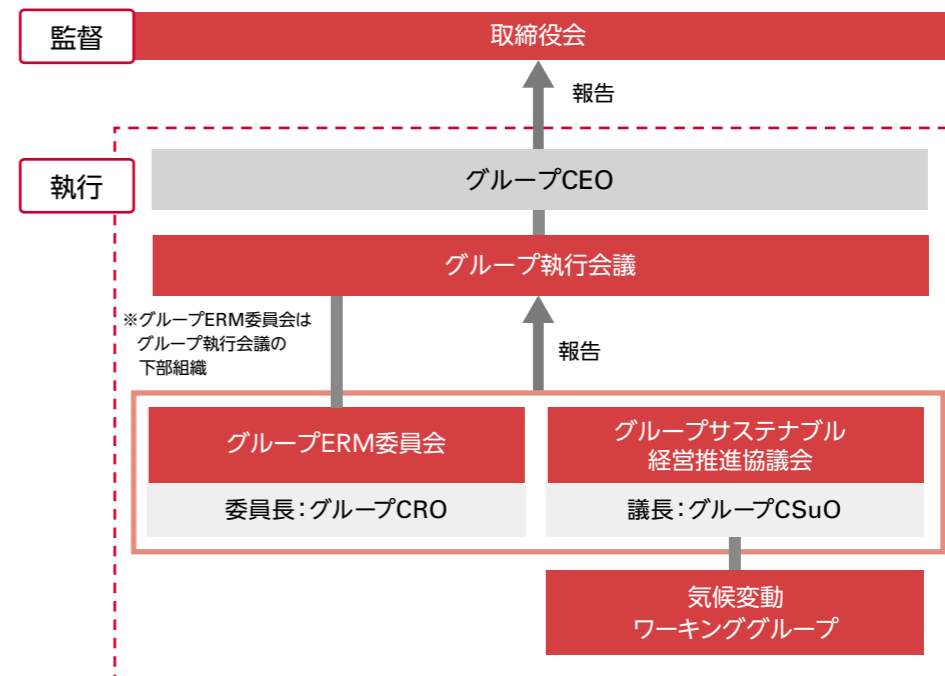 監督
取締役会
報告
執行
グループCEO
グループ執行会議
※グループERM委員会は
グループ執行会議の
下部組織
報告
グループERM委員会
委員長：グループCRO
グループサステナブル
経営推進協議会
議長：グループCSuO
気候変動
ワーキンググループ